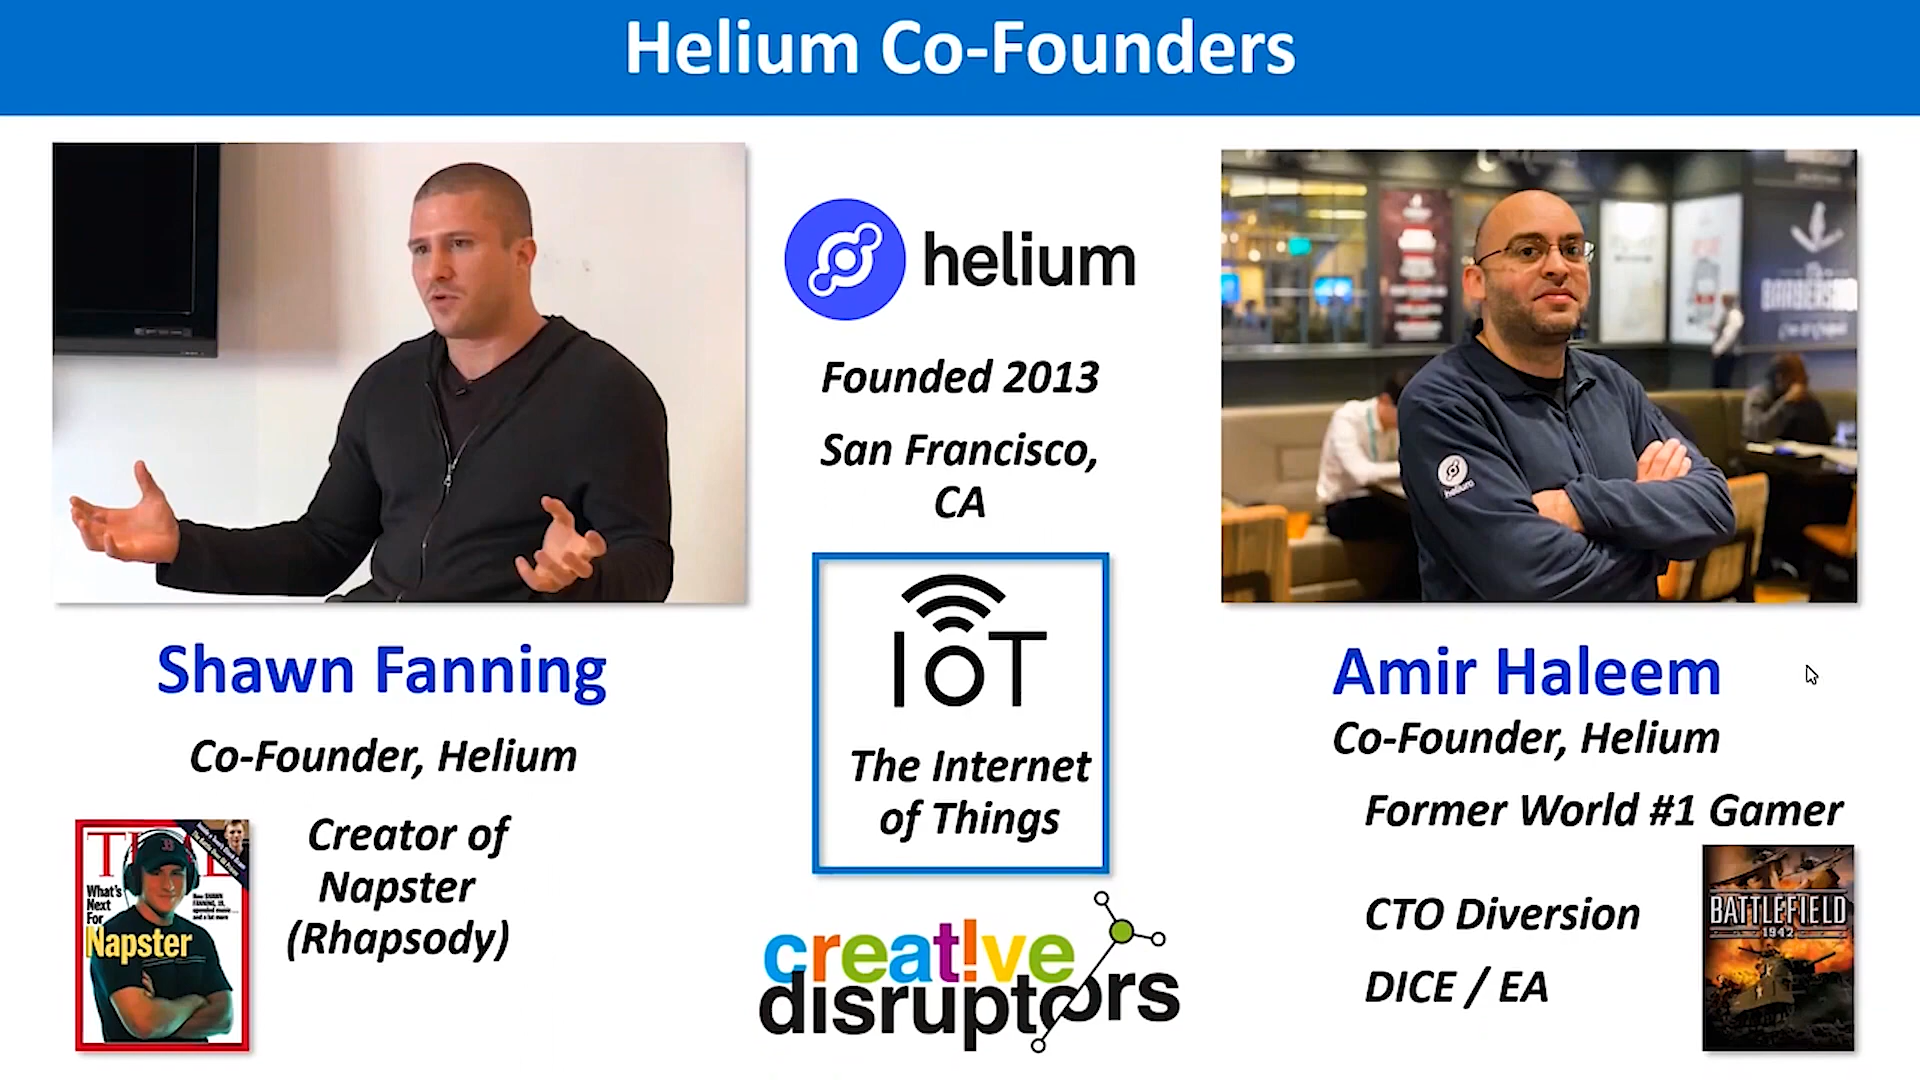 Helium Co-Founders
helium
Founded 2013
San Francisco,
CA
IoT
The Internet
of Things
creat!ve
disruptors
Shawn Fanning
Co-Founder, Helium
Creator of
Napster
(Rhapsody)
TIME
What's
Next
For
Napster
Amir Haleem
Co-Founder, Helium
Former World #1 Gamer
CTO Diversion
DICE / EA
BATTLEFIELD
1942
helium